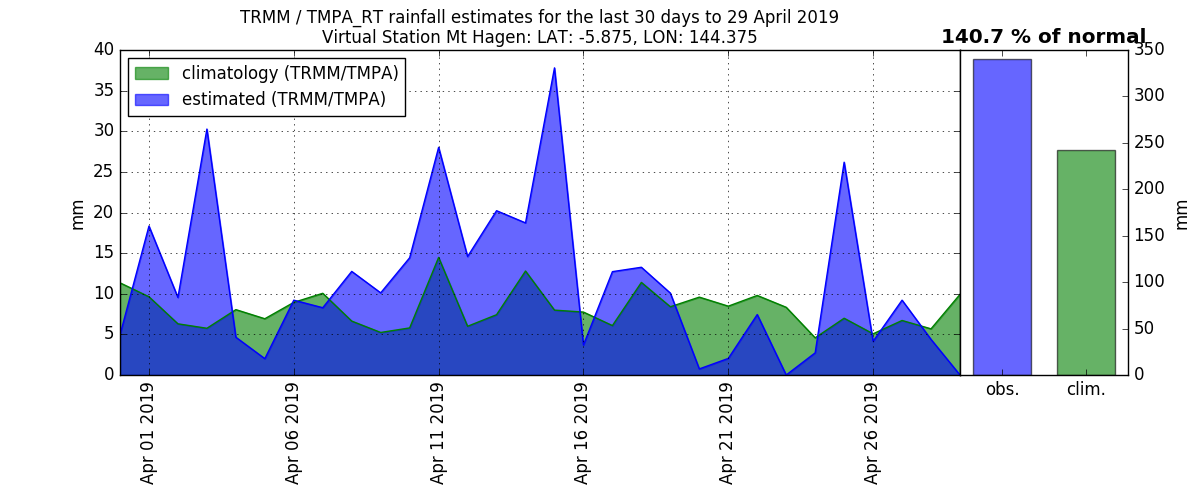 TRMM / TMPA_RT rainfall estimates for the last 30 days to 29 April 2019
Virtual Station Mt Hagen: LAT: -5.875, LON: 144.375
140.7 % of normal
climatology (TRMM/TMPA)
estimated (TRMM/TMPA)
40
35
30
25
20
15
10
5
0
mm
Apr 01 2019
Apr 06 2019
Apr 11 2019
Apr 16 2019
Apr 21 2019
Apr 26 2019
350
300
250
200
150
100
50
0
mm
obs.
clim.